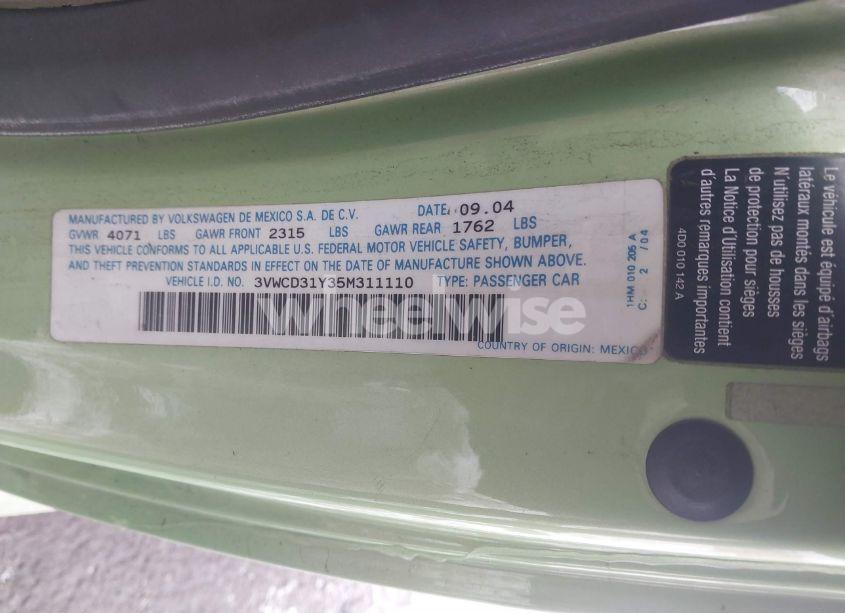 MANUFACTURED BY VOLKSWAGEN DE MEXICO S.A. DE C.V. DATE: 09.04
GVWR 4071 LBS GAWR FRONT 2315 LBS GAWR REAR 1762 LBS
THIS VEHICLE CONFORMS TO ALL APPLICABLE U.S. FEDERAL MOTOR VEHICLE SAFETY, BUMPER,
AND THEFT PREVENTION STANDARDS IN EFFECT ON THE DATE OF MANUFACTURE SHOWN ABOVE.
VEHICLE I.D. NO. 3VWCD31Y35M311110 TYPE: PASSENGER CAR
COUNTRY OF ORIGIN: MEXICO
1HM 010 205 A
C: 2 / 04
wheelwise
Le véhicule est équipé d'airbags
latéraux montés dans les sièges
N'utilisez pas de housses
de protection pour sièges
La Notice d'Utilisation contient
d'autres remarques importantes
4D0 010 142 A